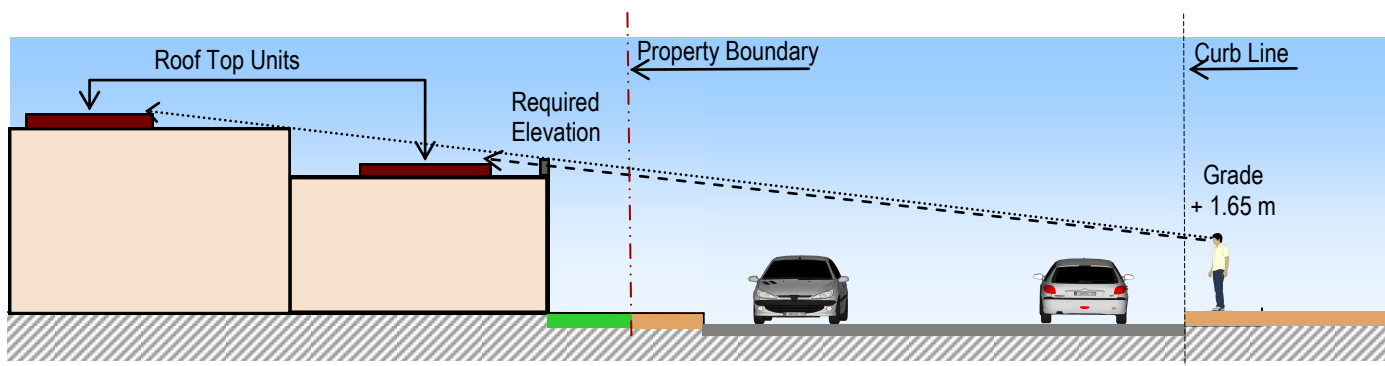 Property Boundary
Curb Line
Roof Top Units
Required
Elevation
Grade
+ 1.65 m